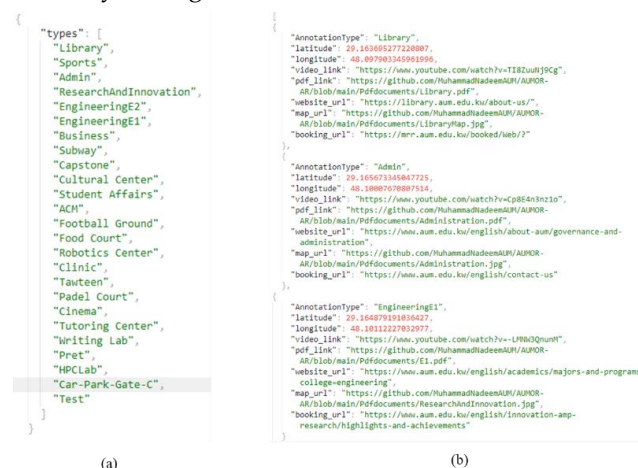 {
"types": [
"Library",
"Sports",
"Admin",
"ResearchAndInnovation",
"EngineeringE2",
"EngineeringE1",
"Business",
"Subway",
"Capstone",
"Cultural Center",
"Student Affairs",
"ACM",
"Football Ground",
"Food Court",
"Robotics Center",
"Clinic",
"Tawteen",
"Padel Court",
"Cinema",
"Tutoring Center",
"Writing Lab",
"Pret",
"HPCLab",
"Car-Park-Gate-C",
"Test"
]
}
(a)
[
{
"AnnotationType": "Library",
"latitude": 29.163695277220807,
"longitude": 48.097903345961996,
"video_link": "https://www.youtube.com/watch?v=TI8ZuuNj9Cg",
"pdf_link": "https://github.com/MuhammadNadeemAUM/AUMOR-
AR/blob/main/Pdfdocuments/Library.pdf",
"website_url": "https://library.aum.edu.kw/about-us/",
"map_url": "https://github.com/MuhammadNadeemAUM/AUMOR-
AR/blob/main/Pdfdocuments/LibraryMap.jpg",
"booking_url": "https://mrr.aum.edu.kw/booked/Web/?"
},
{
"AnnotationType": "Admin",
"latitude": 29.165673345047725,
"longitude": 48.10007670807514,
"video_link": "https://www.youtube.com/watch?v=Cp8E4n3nz1o",
"pdf_link": "https://github.com/MuhammadNadeemAUM/AUMOR-
AR/blob/main/Pdfdocuments/Administration.pdf",
"website_url": "https://www.aum.edu.kw/english/about-aum/governance-and-
administration",
"map_url": "https://github.com/MuhammadNadeemAUM/AUMOR-
AR/blob/main/Pdfdocuments/Administration.jpg",
"booking_url": "https://www.aum.edu.kw/english/contact-us"
},
{
"AnnotationType": "EngineeringE1",
"latitude": 29.164879191036427,
"longitude": 48.10112227032977,
"video_link": "https://www.youtube.com/watch?v=-LMNW3QnunM",
"pdf_link": "https://github.com/MuhammadNadeemAUM/AUMOR-
AR/blob/main/Pdfdocuments/E1.pdf",
"website_url": "https://www.aum.edu.kw/english/academics/majors-and-programs
college-engineering",
"map_url": "https://github.com/MuhammadNadeemAUM/AUMOR-
AR/blob/main/Pdfdocuments/ResearchAndInnovation.jpg",
"booking_url": "https://www.aum.edu.kw/english/innovation-amp-
research/highlights-and-achievements"
}
(b)